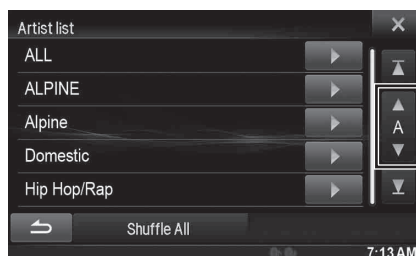 Artist list
ALL
ALPINE
Alpine
A
Domestic
Hip Hop/Rap
Shuffle All
7:13 AM